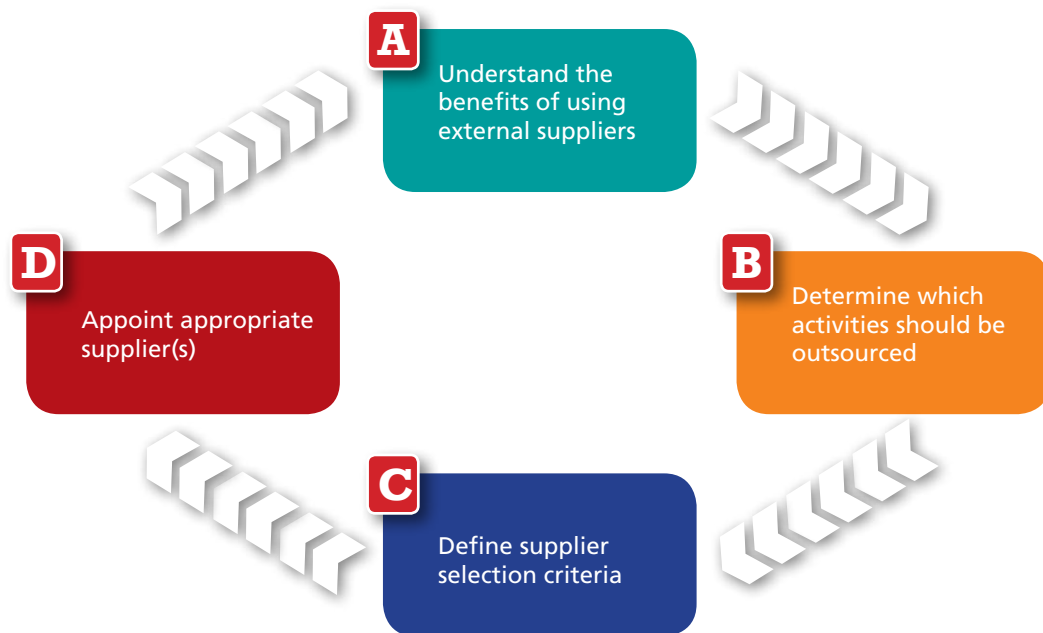 A
Understand the
benefits of using
external suppliers
B
Determine which
activities should be
outsourced
C
Define supplier
selection criteria
D
Appoint appropriate
supplier(s)